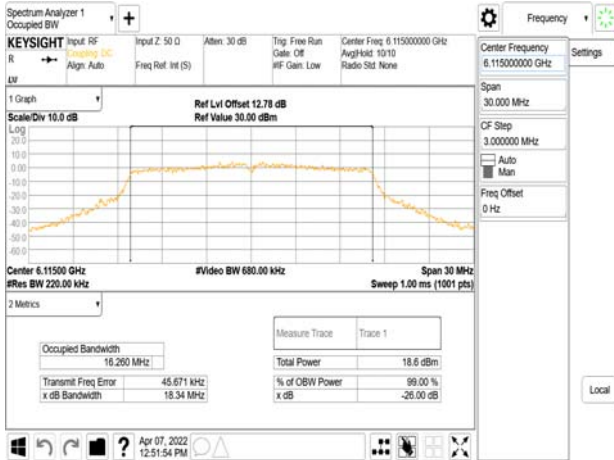 Spectrum Analyzer 1
Occupied BW
Frequency
Settings
KEYSIGHT
R
LXI
Input: RF
Coupling: DC
Align: Auto
Input Z: 50 Ω
Freq Ref: Int (S)
Atten: 30 dB
Trig: Free Run
Gate: Off
#IF Gain: Low
Center Freq: 6.115000000 GHz
Avg|Hold: 10/10
Radio Std: None
Center Frequency
6.115000000 GHz
Span
30.000 MHz
CF Step
3.000000 MHz
Auto
Man
Freq Offset
0 Hz
Local
1 Graph
Scale/Div 10.0 dB
Ref Lvl Offset 12.78 dB
Ref Value 30.00 dBm
Log
20.0
10.0
0.00
-10.0
-20.0
-30.0
-40.0
-50.0
-60.0
Center 6.11500 GHz
#Res BW 220.00 kHz
#Video BW 680.00 kHz
Span 30 MHz
Sweep 1.00 ms (1001 pts)
2 Metrics
Measure Trace
Trace 1
Occupied Bandwidth
16.260 MHz
Total Power
18.6 dBm
Transmit Freq Error
45.671 kHz
% of OBW Power
99.00 %
x dB Bandwidth
18.34 MHz
x dB
-26.00 dB
Apr 07, 2022
12:51:54 PM